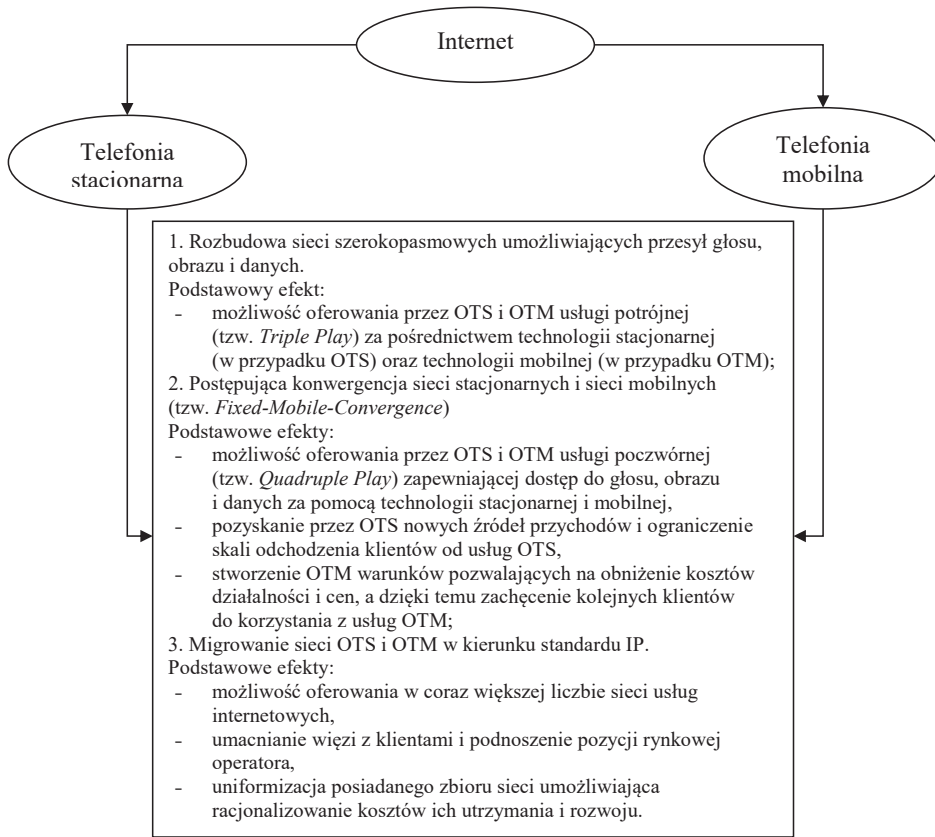 Internet
Telefonia
stacjonarna
Telefonia
mobilna
1. Rozbudowa sieci szerokopasmowych umożliwiających przesył głosu,
obrazu i danych.
Podstawowy efekt:
- możliwość oferowania przez OTS i OTM usługi potrójnej
(tzw. Triple Play) za pośrednictwem technologii stacjonarnej
(w przypadku OTS) oraz technologii mobilnej (w przypadku OTM);
2. Postępująca konwergencja sieci stacjonarnych i sieci mobilnych
(tzw. Fixed-Mobile-Convergence)
Podstawowe efekty:
- możliwość oferowania przez OTS i OTM usługi poczwórnej
(tzw. Quadruple Play) zapewniającej dostęp do głosu, obrazu
i danych za pomocą technologii stacjonarnej i mobilnej,
- pozyskanie przez OTS nowych źródeł przychodów i ograniczenie
skali odchodzenia klientów od usług OTS,
- stworzenie OTM warunków pozwalających na obniżenie kosztów
działalności i cen, a dzięki temu zachęcenie kolejnych klientów
do korzystania z usług OTM;
3. Migrowanie sieci OTS i OTM w kierunku standardu IP.
Podstawowe efekty:
- możliwość oferowania w coraz większej liczbie sieci usług
internetowych,
- umacnianie więzi z klientami i podnoszenie pozycji rynkowej
operatora,
- uniformizacja posiadanego zbioru sieci umożliwiająca
racjonalizowanie kosztów ich utrzymania i rozwoju.